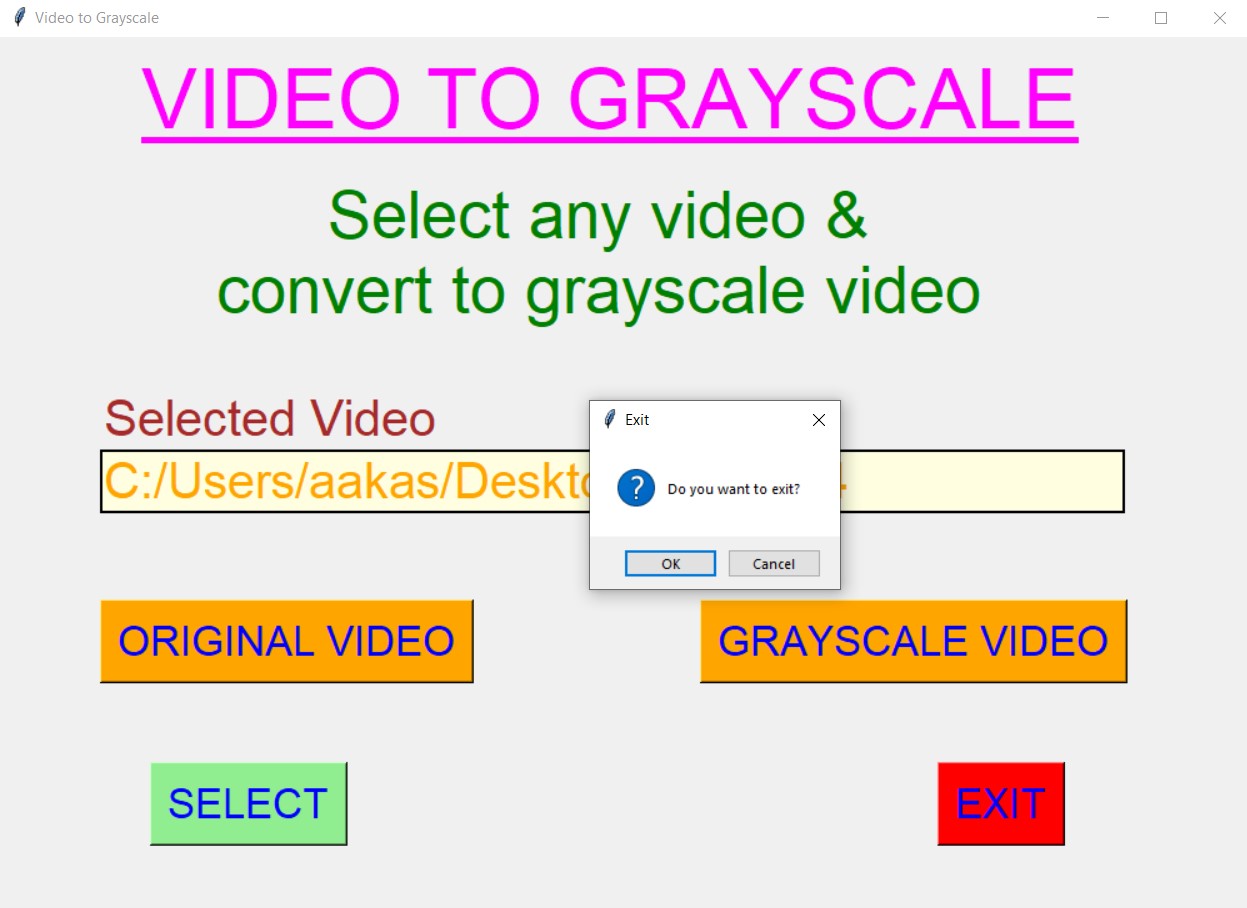 Video to Grayscale
VIDEO TO GRAYSCALE
Select any video &
convert to grayscale video
Selected Video
C:/Users/aakas/Deskto
Exit
Do you want to exit?
OK Cancel
ORIGINAL VIDEO GRAYSCALE VIDEO
SELECT EXIT